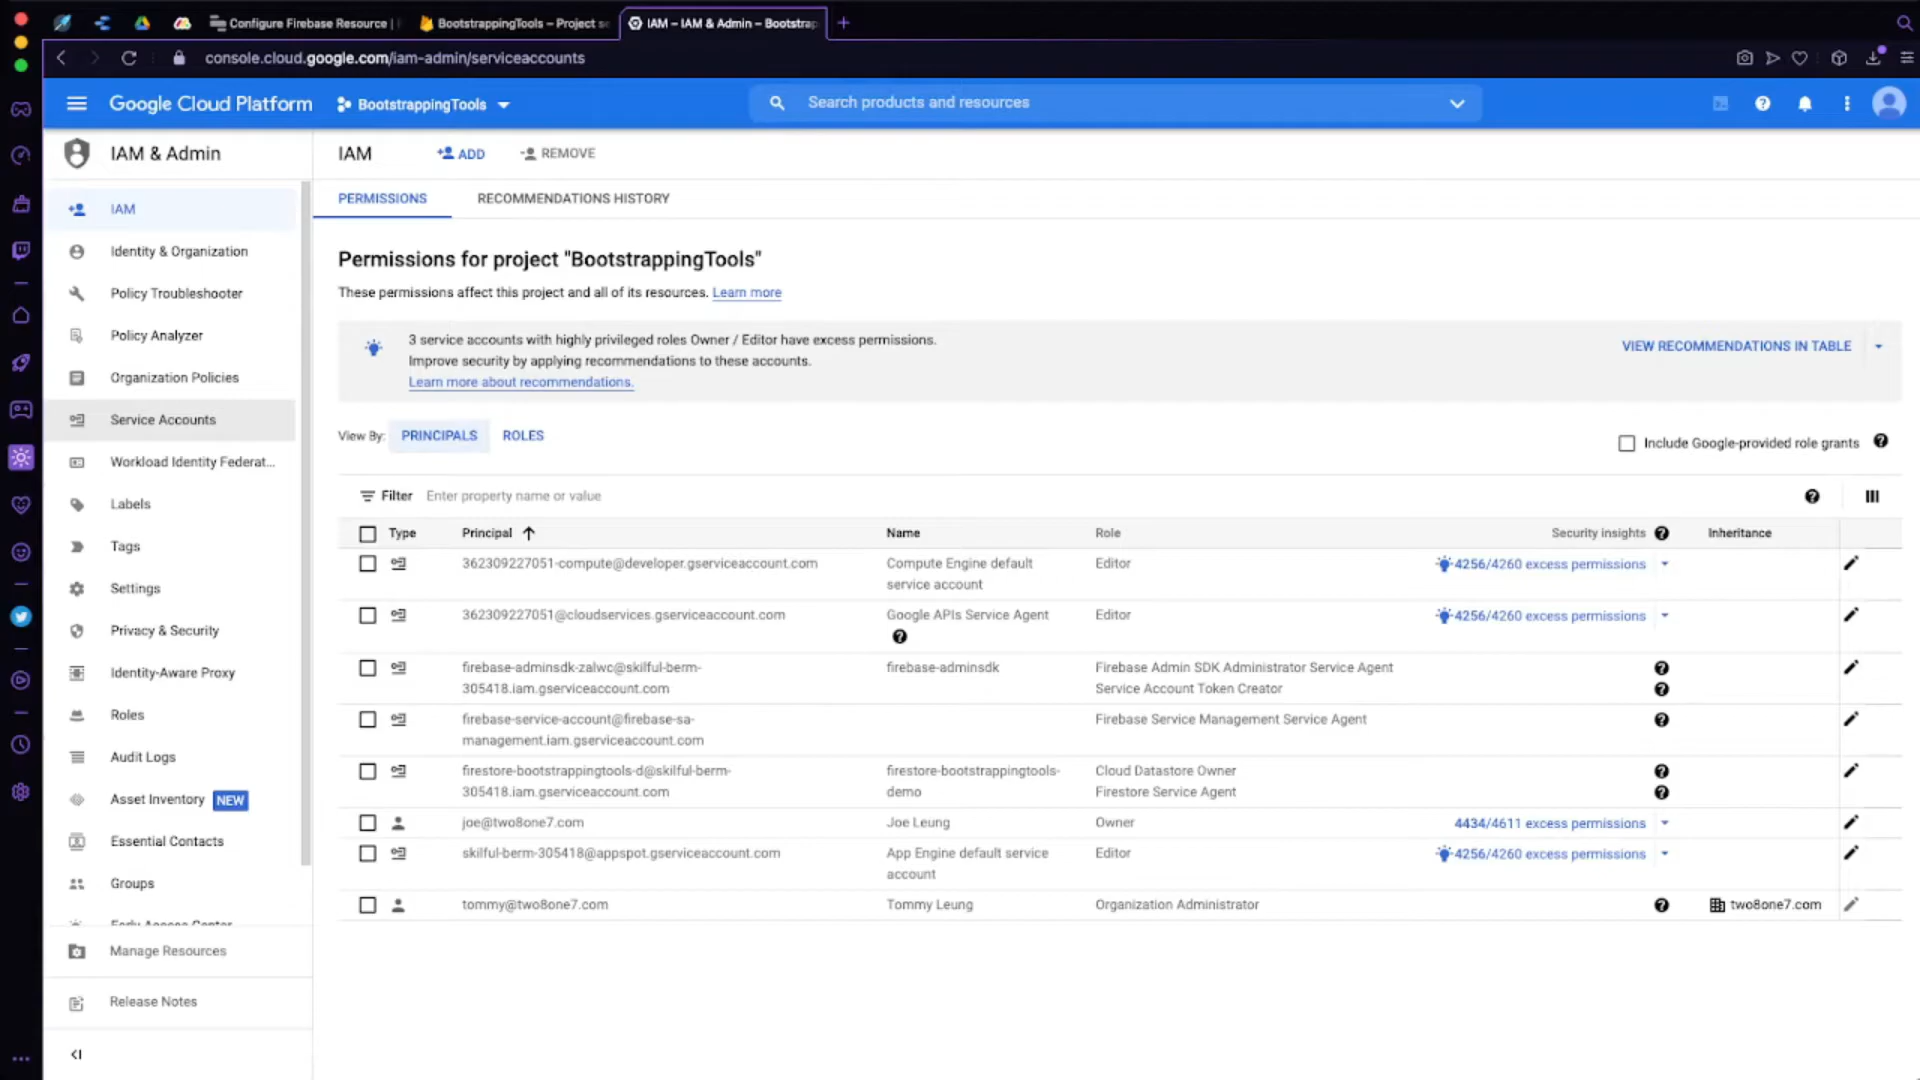 Configure Firebase Resource |
BootstrappingTools – Project se
IAM – IAM & Admin – Bootstrap
console.cloud.google.com/iam-admin/serviceaccounts
Google Cloud Platform
BootstrappingTools
Search products and resources
IAM & Admin
IAM
Identity & Organization
Policy Troubleshooter
Policy Analyzer
Organization Policies
Service Accounts
Workload Identity Federat...
Labels
Tags
Settings
Privacy & Security
Identity-Aware Proxy
Roles
Audit Logs
Asset Inventory NEW
Essential Contacts
Groups
Early Access Center
Manage Resources
Release Notes
IAM
ADD
REMOVE
PERMISSIONS
RECOMMENDATIONS HISTORY
Permissions for project "BootstrappingTools"
These permissions affect this project and all of its resources. Learn more
3 service accounts with highly privileged roles Owner / Editor have excess permissions.
Improve security by applying recommendations to these accounts.
Learn more about recommendations.
VIEW RECOMMENDATIONS IN TABLE
View By: PRINCIPALS ROLES
Include Google-provided role grants
Filter Enter property name or value
Type Principal Name Role Security insights Inheritance
362309227051-compute@developer.gserviceaccount.com Compute Engine default Editor 4256/4260 excess permissions
service account
362309227051@cloudservices.gserviceaccount.com Google APIs Service Agent Editor 4256/4260 excess permissions
firebase-adminsdk-zalwc@skilful-berm- firebase-adminsdk Firebase Admin SDK Administrator Service Agent
305418.iam.gserviceaccount.com Service Account Token Creator
firebase-service-account@firebase-sa- Firebase Service Management Service Agent
management.iam.gserviceaccount.com
firestore-bootstrappingtools-d@skilful-berm- firestore-bootstrappingtools- Cloud Datastore Owner
305418.iam.gserviceaccount.com demo Firestore Service Agent
joe@two8one7.com Joe Leung Owner 4434/4611 excess permissions
skilful-berm-305418@appspot.gserviceaccount.com App Engine default service Editor 4256/4260 excess permissions
account
tommy@two8one7.com Tommy Leung Organization Administrator two8one7.com